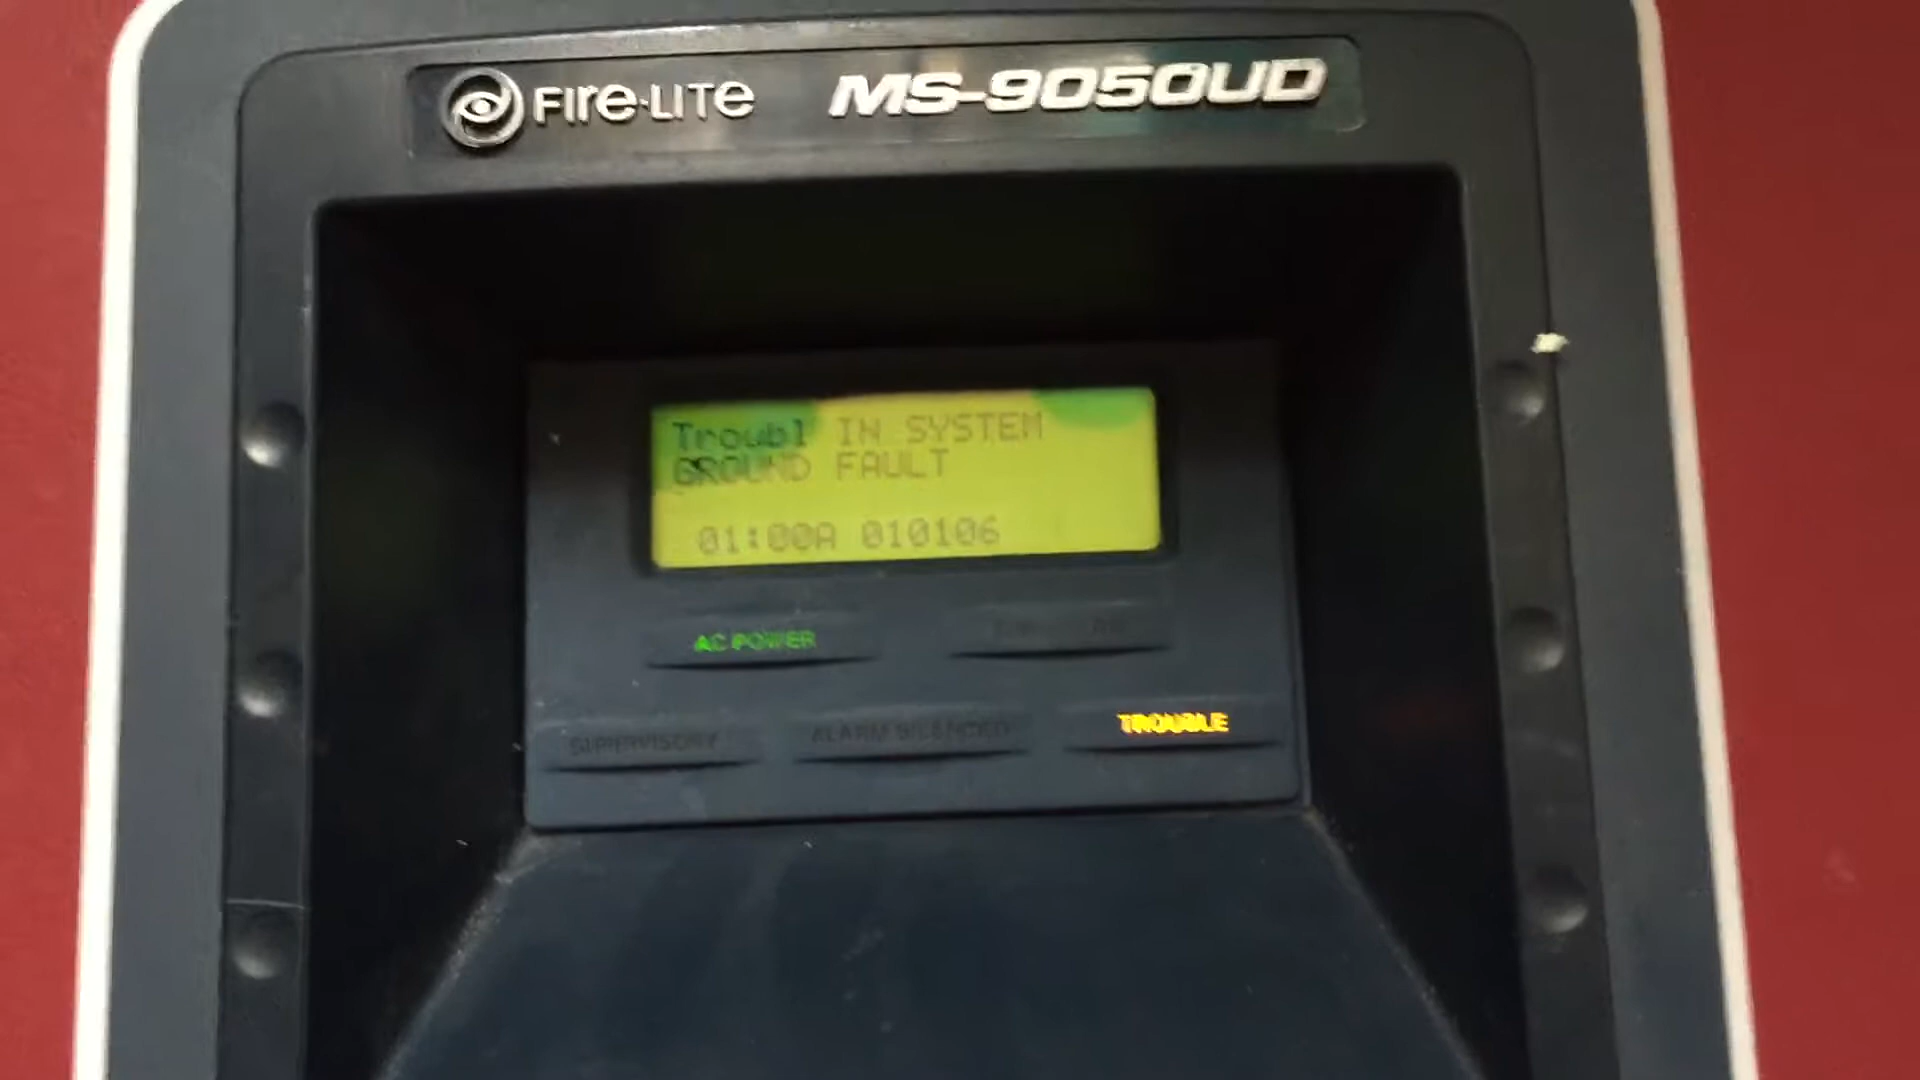 FIRE·LITE MS-9050UD
Troubl IN SYSTEM
GROUND FAULT
01:00A 010106
AC POWER
SUPERVISORY ALARM SILENCED TROUBLE